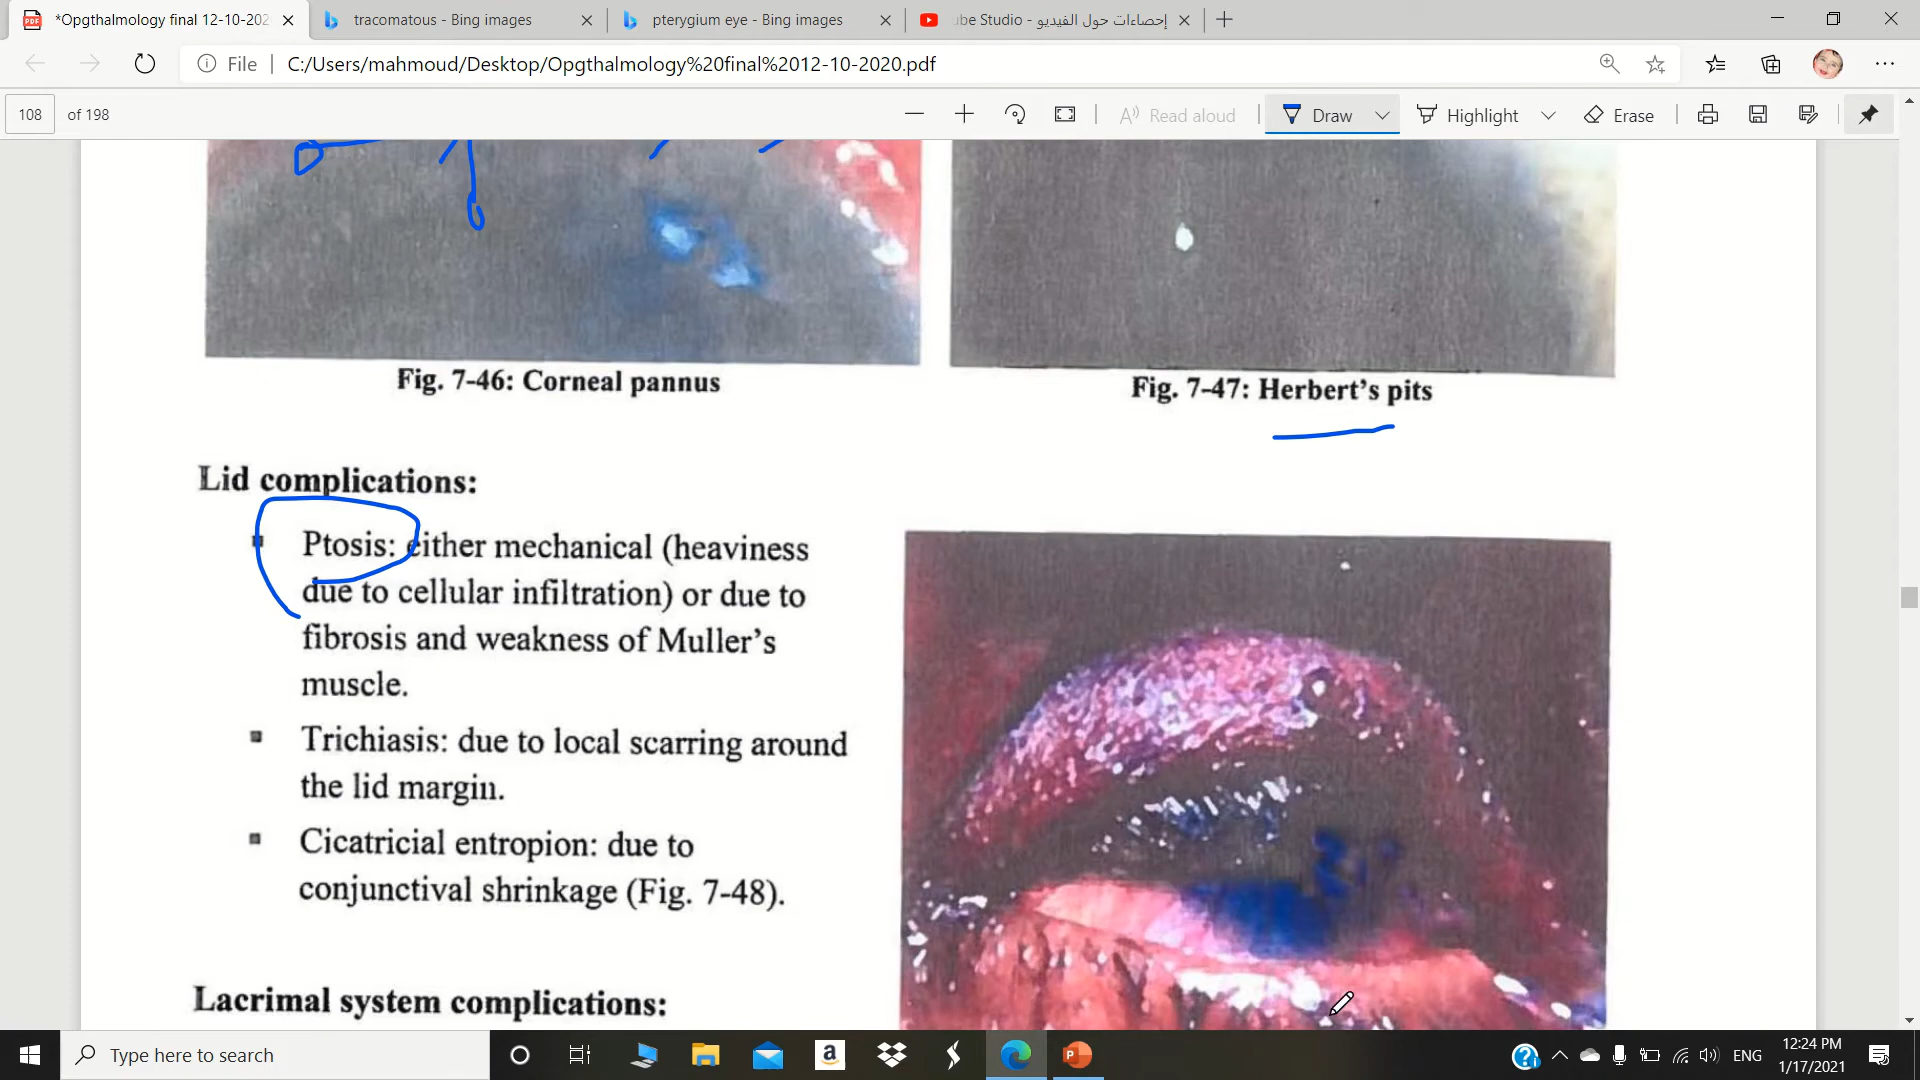 *Opgthalmology final 12-10-202
tracomatous - Bing images
pterygium eye - Bing images
إحصاءات حول الفيديو - ube Studio
File
C:/Users/mahmoud/Desktop/Opgthalmology%20final%2012-10-2020.pdf
108 of 198
Read aloud
Draw
Highlight
Erase
Fig. 7-46: Corneal pannus
Fig. 7-47: Herbert's pits
Lid complications:
▪ Ptosis: either mechanical (heaviness
due to cellular infiltration) or due to
fibrosis and weakness of Muller's
muscle.
▪ Trichiasis: due to local scarring around
the lid margin.
▪ Cicatricial entropion: due to
conjunctival shrinkage (Fig. 7-48).
Lacrimal system complications:
Type here to search
ENG
12:24 PM
1/17/2021